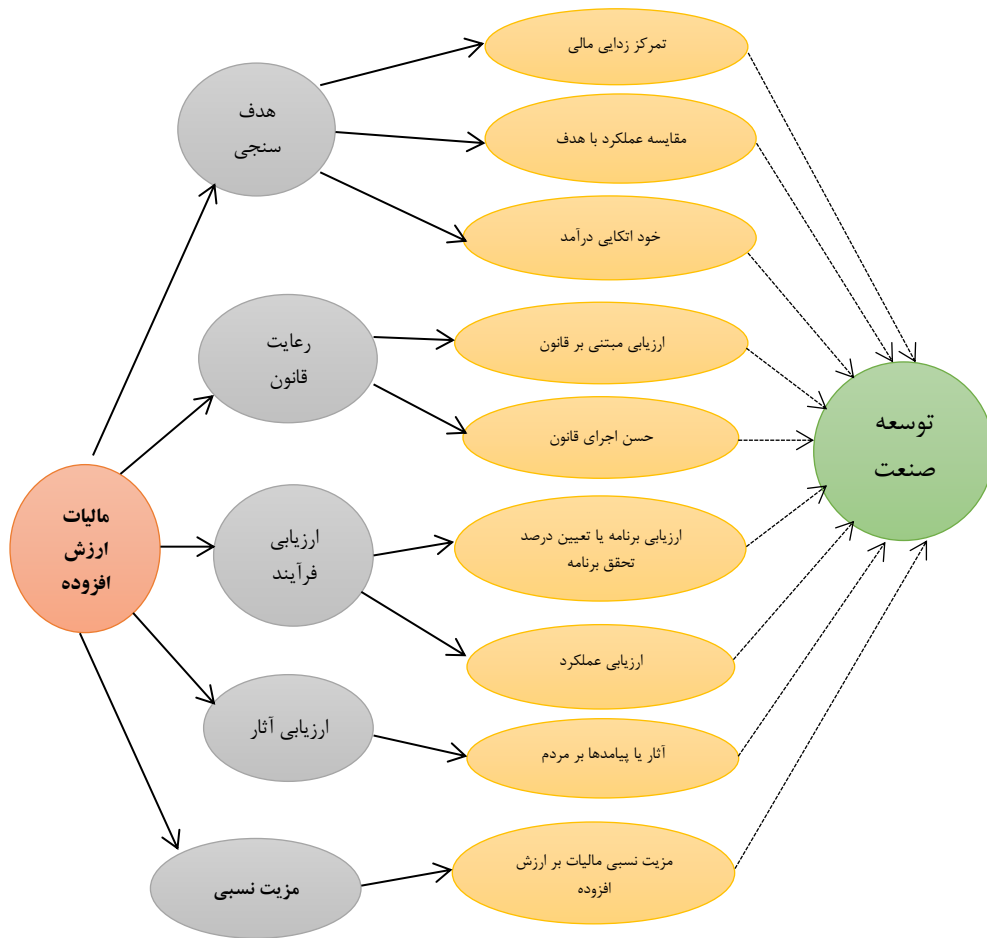 تمرکز زدایی مالی
هدف
سنجی
مقایسه عملکرد با هدف
خود اتکایی درآمد
رعایت
قانون
ارزیابی مبتنی بر قانون
حسن اجرای قانون
توسعه
صنعت
مالیات
ارزش
افزوده
ارزیابی
فرآیند
ارزیابی برنامه یا تعیین درصد
تحقق برنامه
ارزیابی عملکرد
ارزیابی آثار
آثار یا پیامدها بر مردم
مزیت نسبی
مزیت نسبی مالیات بر ارزش
افزوده